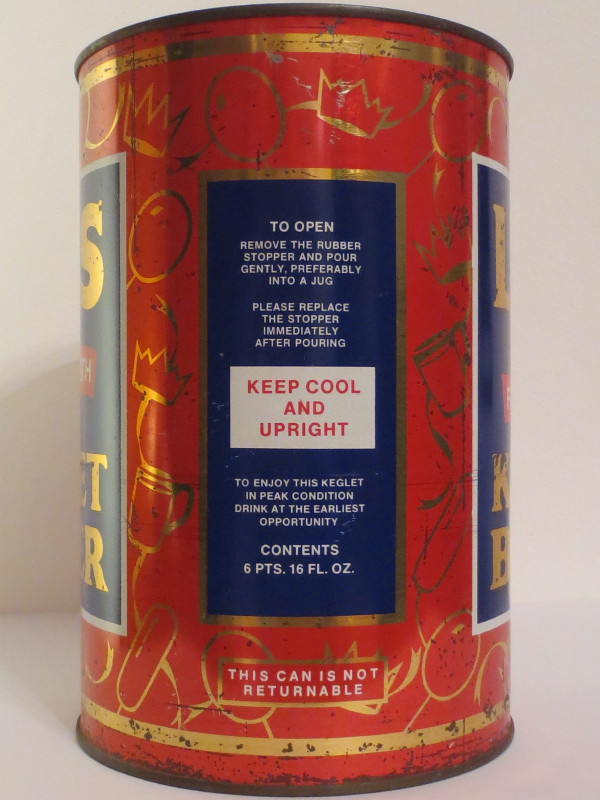 TO OPEN
REMOVE THE RUBBER
STOPPER AND POUR
GENTLY, PREFERABLY
INTO A JUG
PLEASE REPLACE
THE STOPPER
IMMEDIATELY
AFTER POURING
KEEP COOL
AND
UPRIGHT
TO ENJOY THIS KEGLET
IN PEAK CONDITION
DRINK AT THE EARLIEST
OPPORTUNITY
CONTENTS
6 PTS. 16 FL. OZ.
THIS CAN IS NOT
RETURNABLE